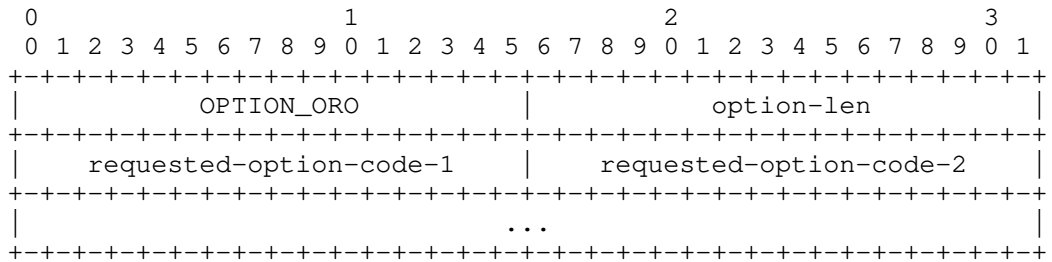 0                   1                   2                   3
 0 1 2 3 4 5 6 7 8 9 0 1 2 3 4 5 6 7 8 9 0 1 2 3 4 5 6 7 8 9 0 1
+-+-+-+-+-+-+-+-+-+-+-+-+-+-+-+-+-+-+-+-+-+-+-+-+-+-+-+-+-+-+-+-+
|           OPTION_ORO          |           option-len          |
+-+-+-+-+-+-+-+-+-+-+-+-+-+-+-+-+-+-+-+-+-+-+-+-+-+-+-+-+-+-+-+-+
|    requested-option-code-1    |    requested-option-code-2    |
+-+-+-+-+-+-+-+-+-+-+-+-+-+-+-+-+-+-+-+-+-+-+-+-+-+-+-+-+-+-+-+-+
|                              ...                              |
+-+-+-+-+-+-+-+-+-+-+-+-+-+-+-+-+-+-+-+-+-+-+-+-+-+-+-+-+-+-+-+-+